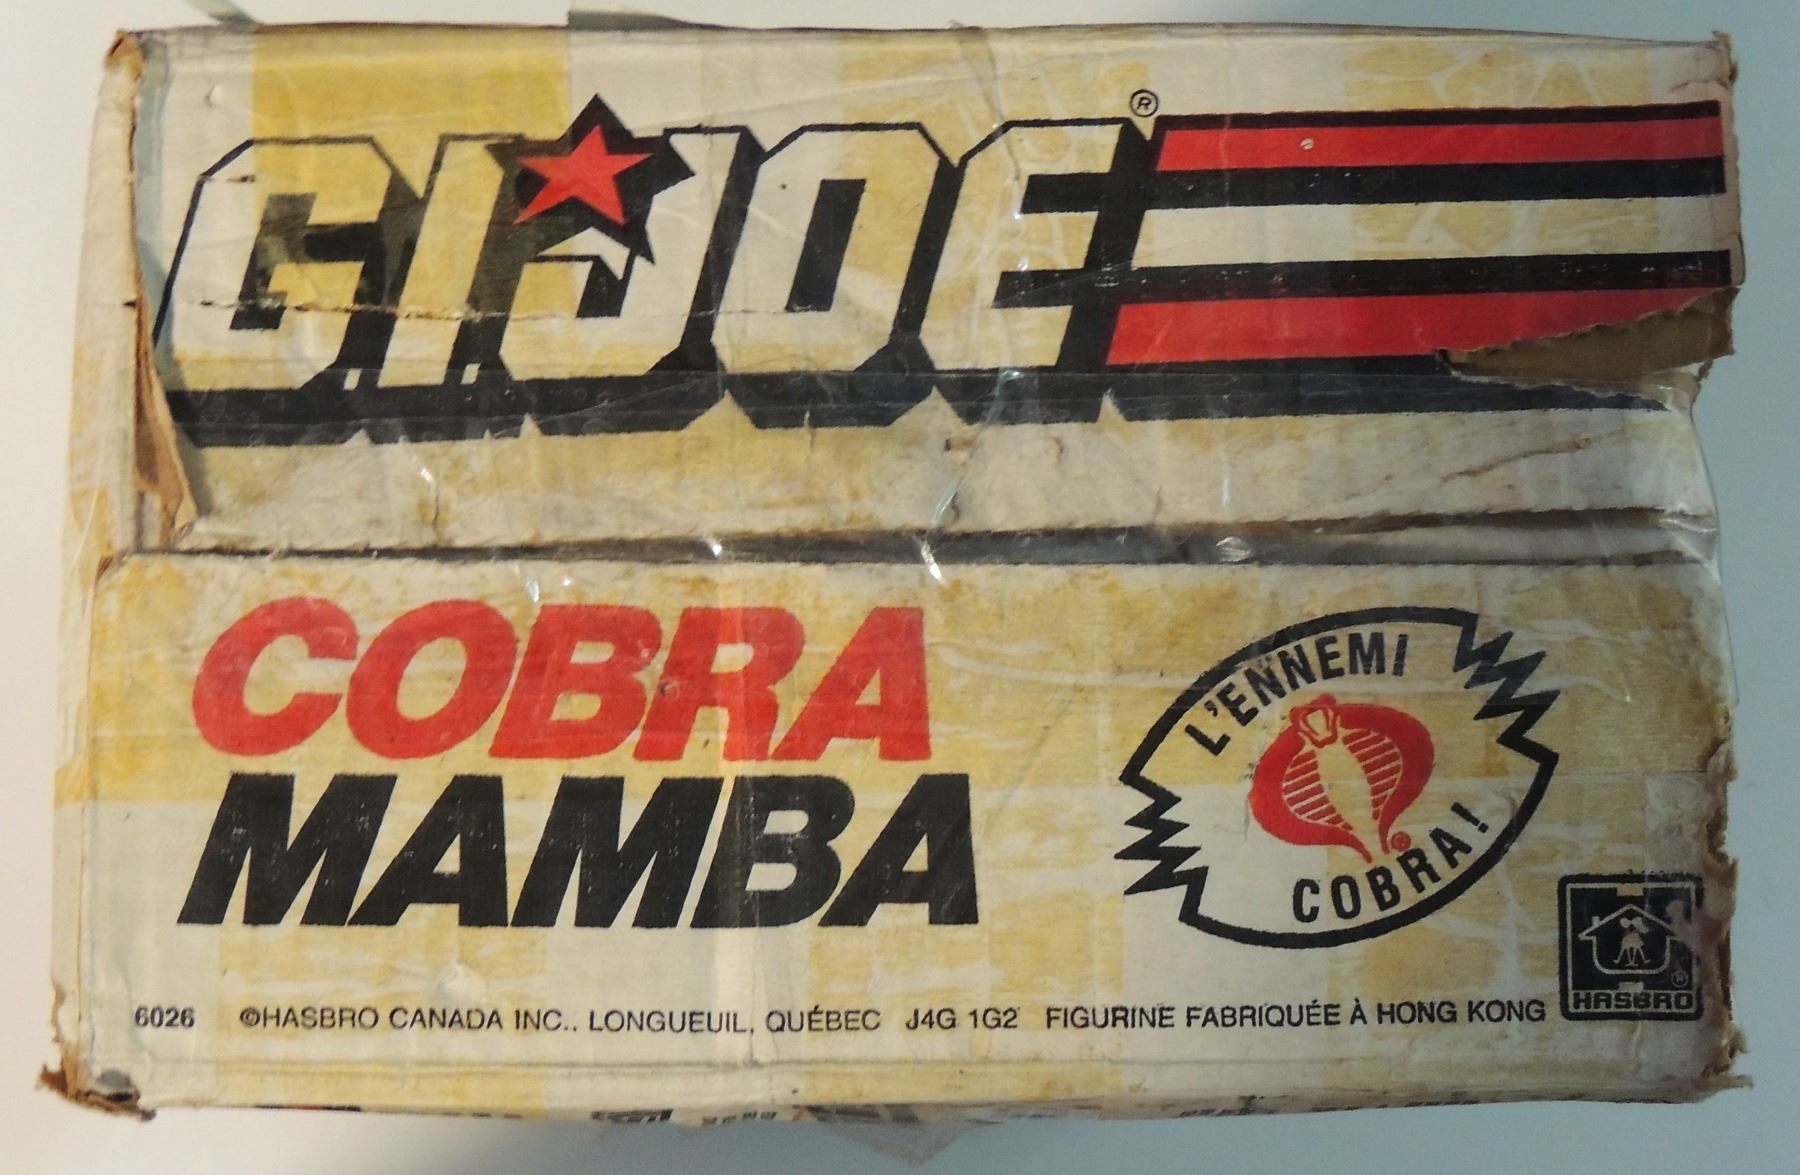 G.I.JOE®
COBRA
MAMBA
L'ENNEMI
COBRA!
®
6026 ©HASBRO CANADA INC., LONGUEUIL, QUÉBEC J4G 1G2 FIGURINE FABRIQUÉE À HONG KONG
®
HASBRO